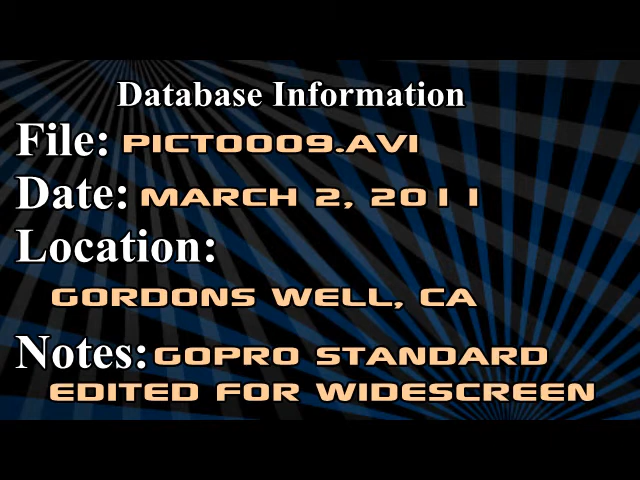 Database Information
File: PICT0009.AVI
Date: MARCH 2, 2011
Location:
GORDONS WELL, CA
Notes: GOPRO STANDARD
EDITED FOR WIDESCREEN